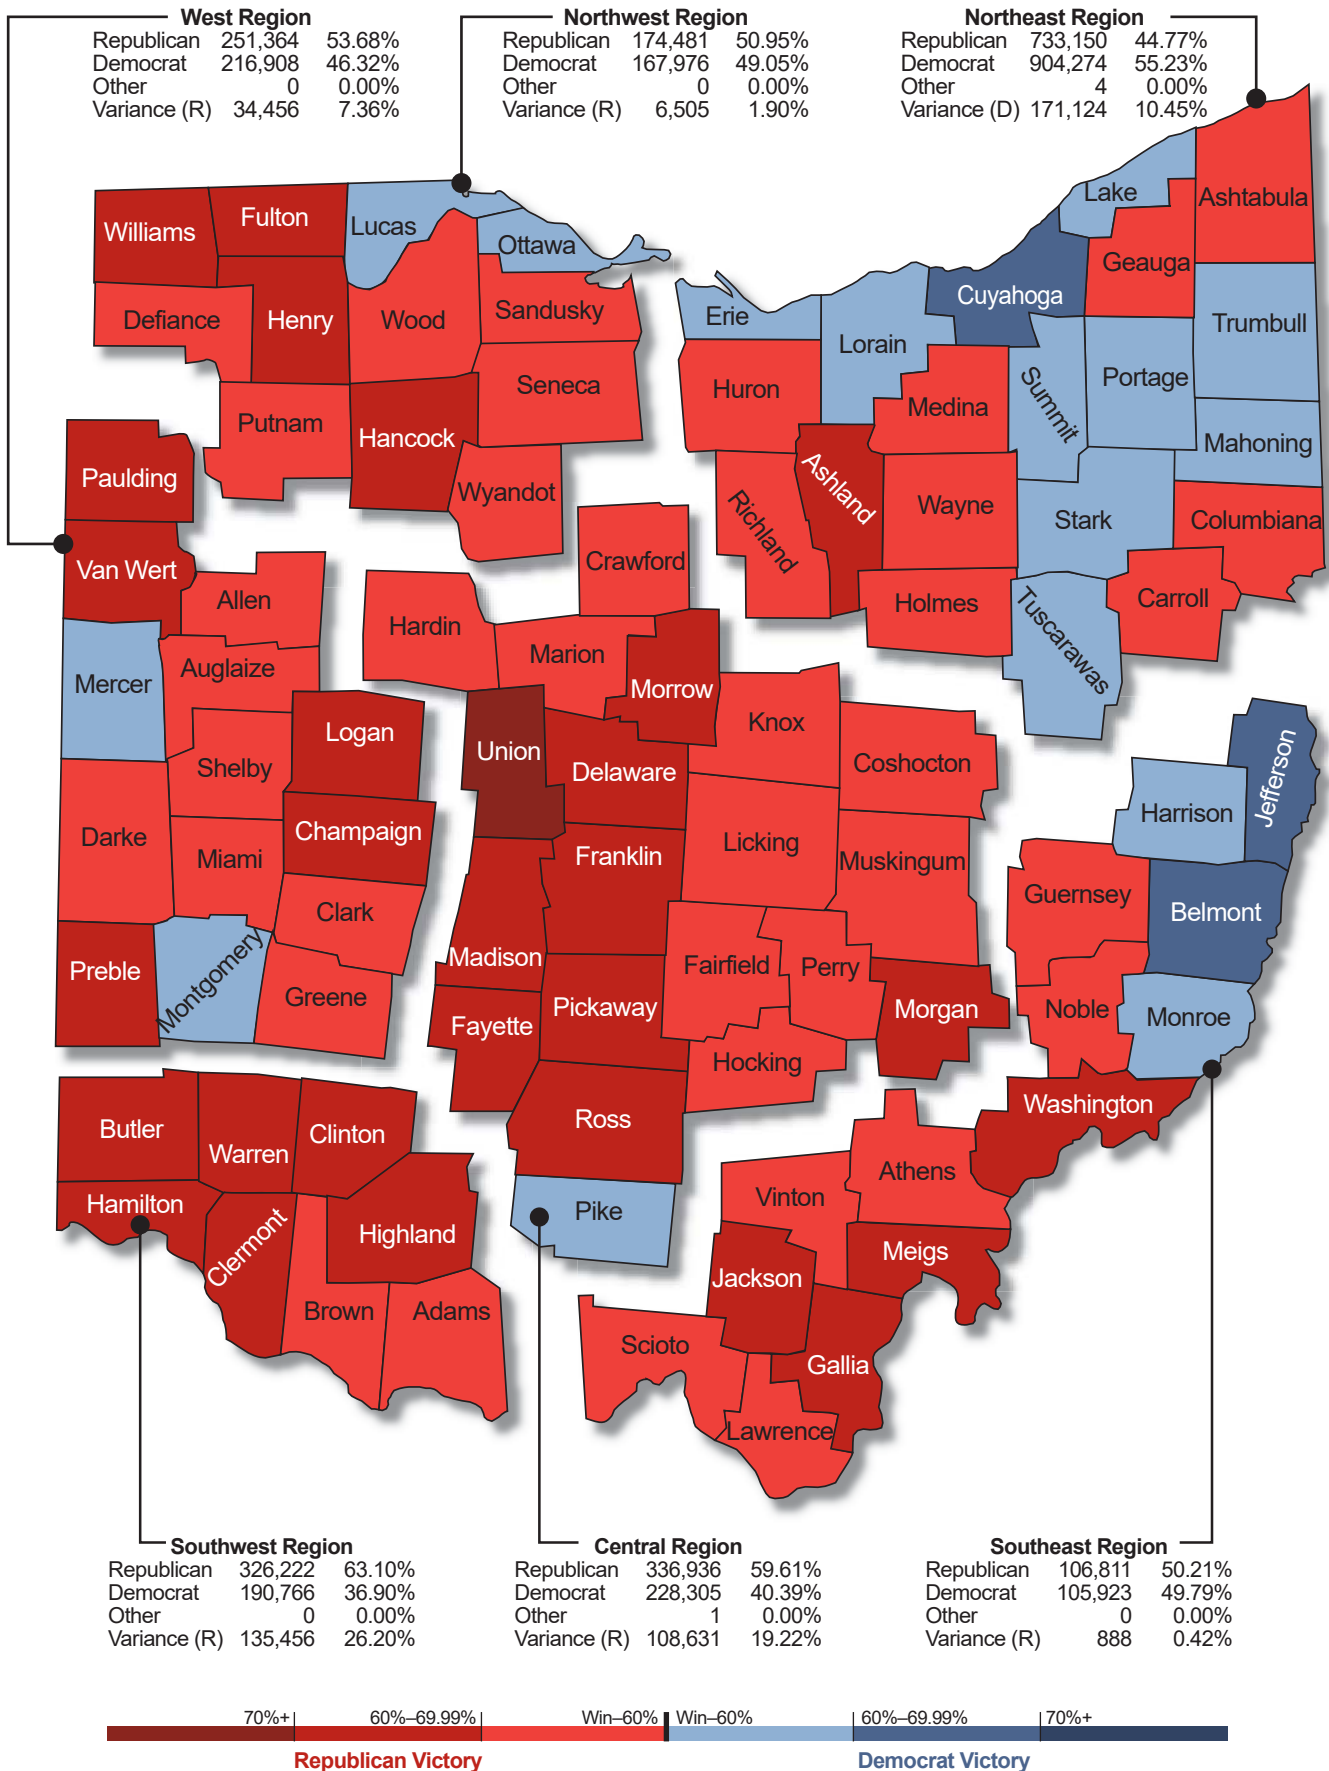 West Region
Republican 251,364 53.68%
Democrat 216,908 46.32%
Other 0 0.00%
Variance (R) 34,456 7.36%
Northwest Region
Republican 174,481 50.95%
Democrat 167,976 49.05%
Other 0 0.00%
Variance (R) 6,505 1.90%
Northeast Region
Republican 733,150 44.77%
Democrat 904,274 55.23%
Other 4 0.00%
Variance (D) 171,124 10.45%
Williams
Fulton
Lucas
Ottawa
Defiance
Henry
Wood
Sandusky
Seneca
Putnam
Hancock
Wyandot
Lake
Ashtabula
Geauga
Cuyahoga
Erie
Lorain
Trumbull
Huron
Medina
Summit
Portage
Mahoning
Richland
Ashland
Wayne
Stark
Columbiana
Holmes
Tuscarawas
Carroll
Paulding
Van Wert
Allen
Mercer
Auglaize
Logan
Shelby
Darke
Miami
Champaign
Clark
Preble
Montgomery
Greene
Crawford
Hardin
Marion
Morrow
Union
Delaware
Knox
Coshocton
Franklin
Licking
Muskingum
Madison
Fairfield
Perry
Fayette
Pickaway
Morgan
Hocking
Ross
Pike
Jefferson
Harrison
Guernsey
Belmont
Noble
Monroe
Washington
Athens
Vinton
Meigs
Jackson
Gallia
Scioto
Lawrence
Butler
Warren
Clinton
Hamilton
Clermont
Highland
Brown
Adams
Southwest Region
Republican 326,222 63.10%
Democrat 190,766 36.90%
Other 0 0.00%
Variance (R) 135,456 26.20%
Central Region
Republican 336,936 59.61%
Democrat 228,305 40.39%
Other 1 0.00%
Variance (R) 108,631 19.22%
Southeast Region
Republican 106,811 50.21%
Democrat 105,923 49.79%
Other 0 0.00%
Variance (R) 888 0.42%
70%+ 60%–69.99% Win–60% Win–60% 60%–69.99% 70%+
Republican Victory Democrat Victory